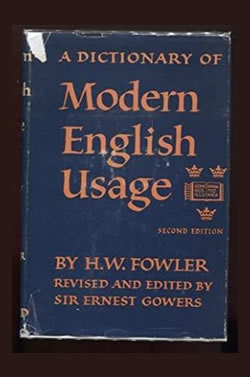 A DICTIONARY OF
Modern
English
Usage
SECOND EDITION
BY H.W. FOWLER
REVISED AND EDITED BY
SIR ERNEST GOWERS